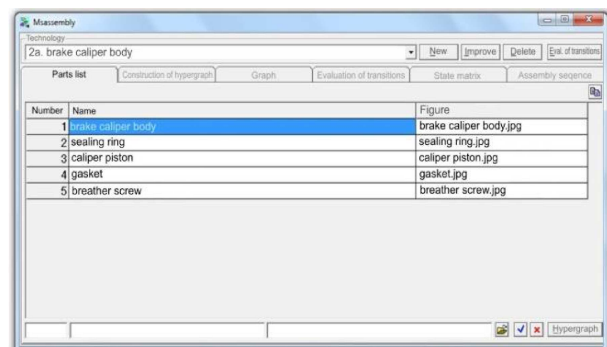 Msassembly
Technology
2a. brake caliper body New Improve Delete Eval. of transitions
Parts list Construction of hypergraph Graph Evaluation of transitions State matrix Assembly seqence
Number Name Figure
1 brake caliper body brake caliper body.jpg
2 sealing ring sealing ring.jpg
3 caliper piston caliper piston.jpg
4 gasket gasket.jpg
5 breather screw breather screw.jpg
Hypergraph